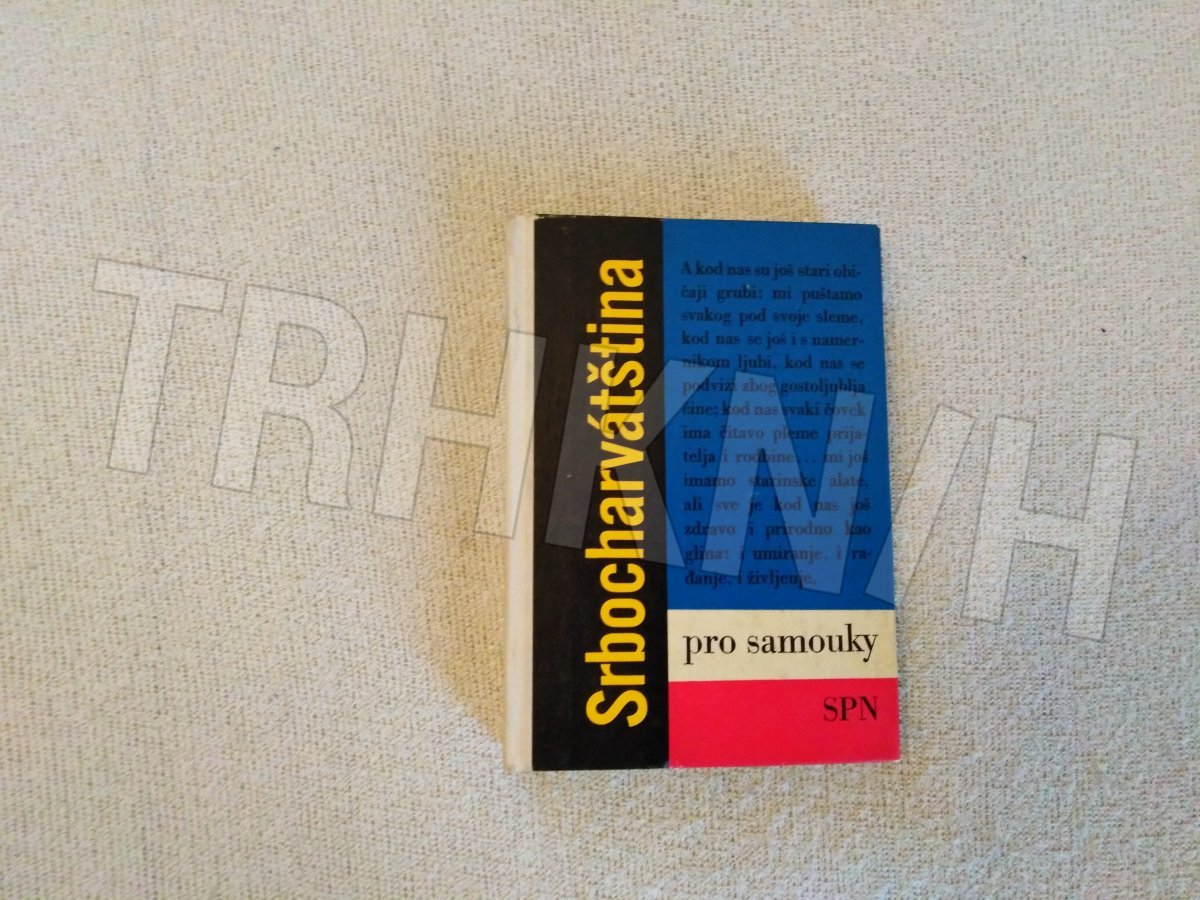 Srbocharvátština
A kod nas su još stari obi-
čaji grubi: mi puštamo
svakog pod svoje sleme,
kod nas se još i s namer-
nikom ljubi, kod nas se
podvizi zbog gostoljublja
čine; kod nas svaki čovek
ima čitavo pleme prija-
telja i rodbine... mi još
imamo starinske alate,
ali sve je kod nas još
zdravo i prirodno kao
glina: i umiranje, i ra-
đanje, i življenje.
pro samouky
SPN
TRHKNIH